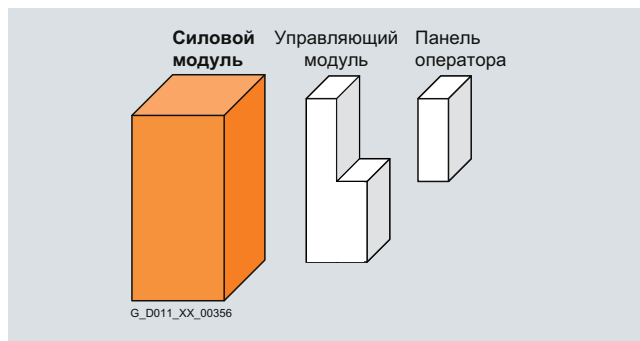 Силовой
модуль
Управляющий
модуль
Панель
оператора
G_D011_XX_00356